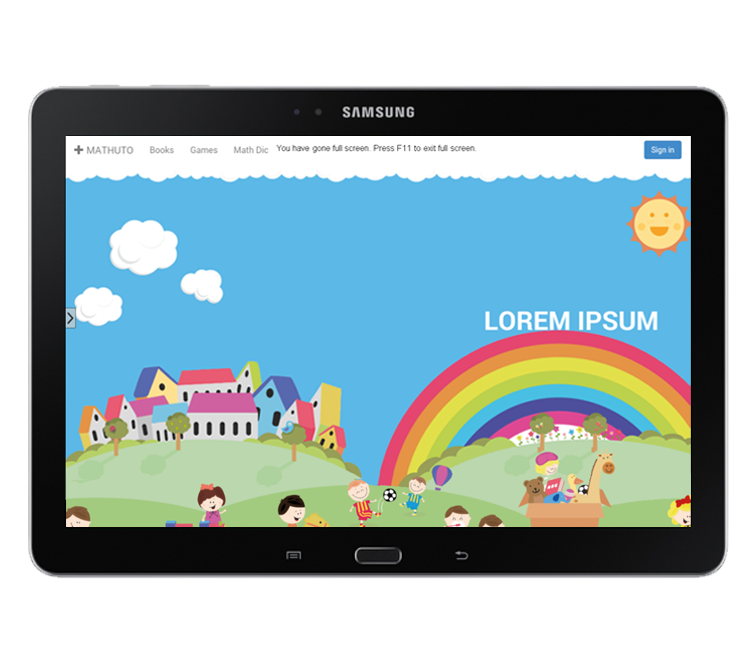 SAMSUNG
MATHUTO Books Games Math Dic You have gone full screen. Press F11 to exit full screen. Sign in
LOREM IPSUM